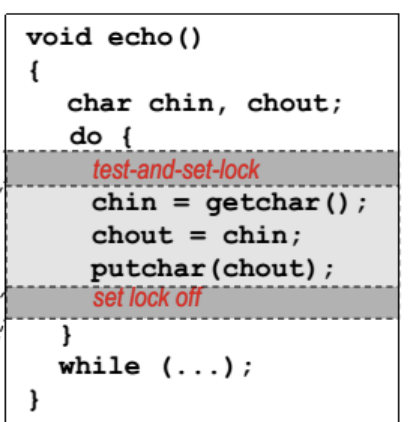 void echo()
{
char chin, chout;
do {
test-and-set-lock
chin = getchar();
chout = chin;
putchar(chout);
set lock off
}
while (...);
}